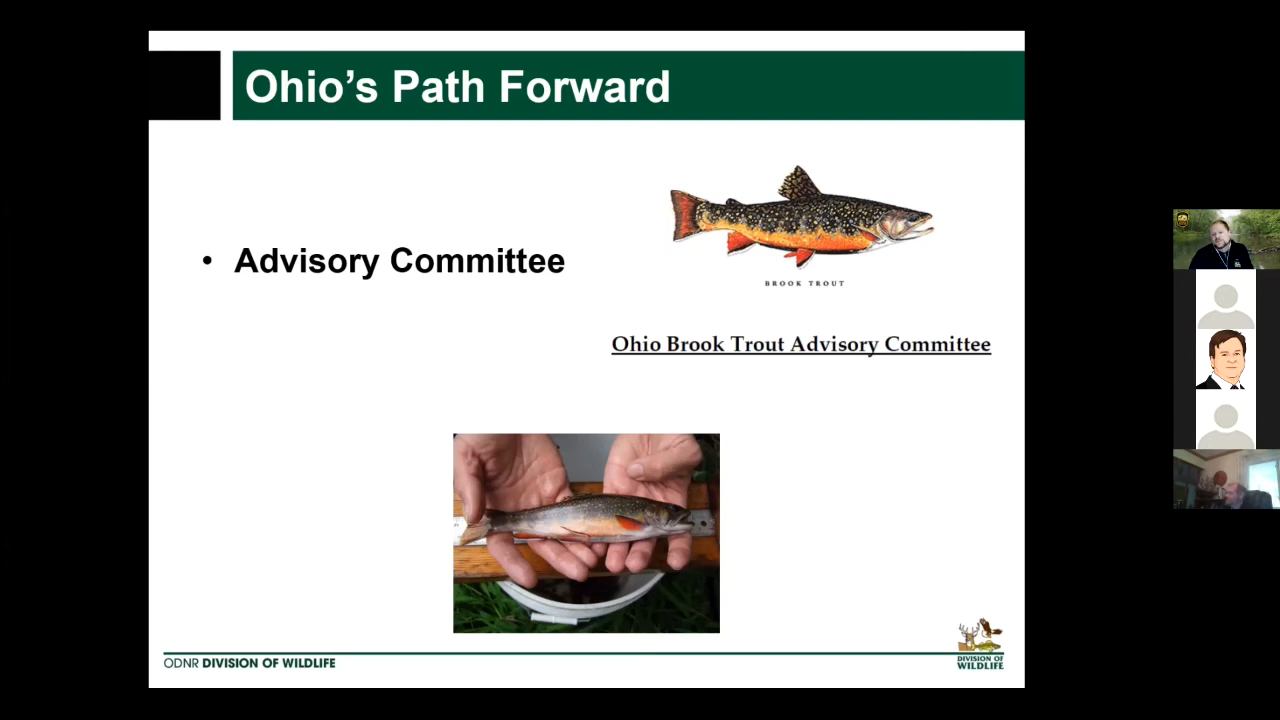 Ohio's Path Forward
• Advisory Committee
BROOK TROUT
Ohio Brook Trout Advisory Committee
ODNR DIVISION OF WILDLIFE
DIVISION OF
WILDLIFE